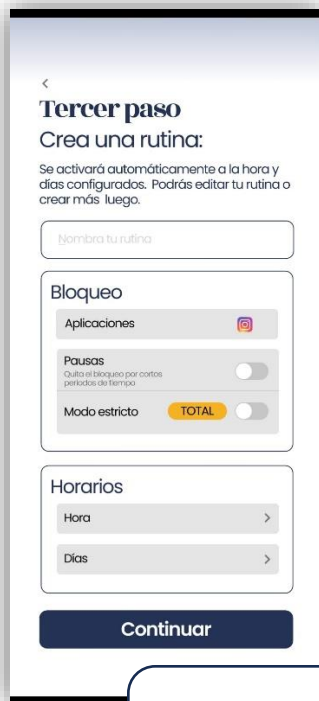 Tercer paso
Crea una rutina:
Se activará automáticamente a la hora y
días configurados. Podrás editar tu rutina o
crear más luego.
Nombra tu rutina
Bloqueo
Aplicaciones
Pausas
Quita el bloqueo por cortos
periodos de tiempo
Modo estricto TOTAL
Horarios
Hora
Días
Continuar